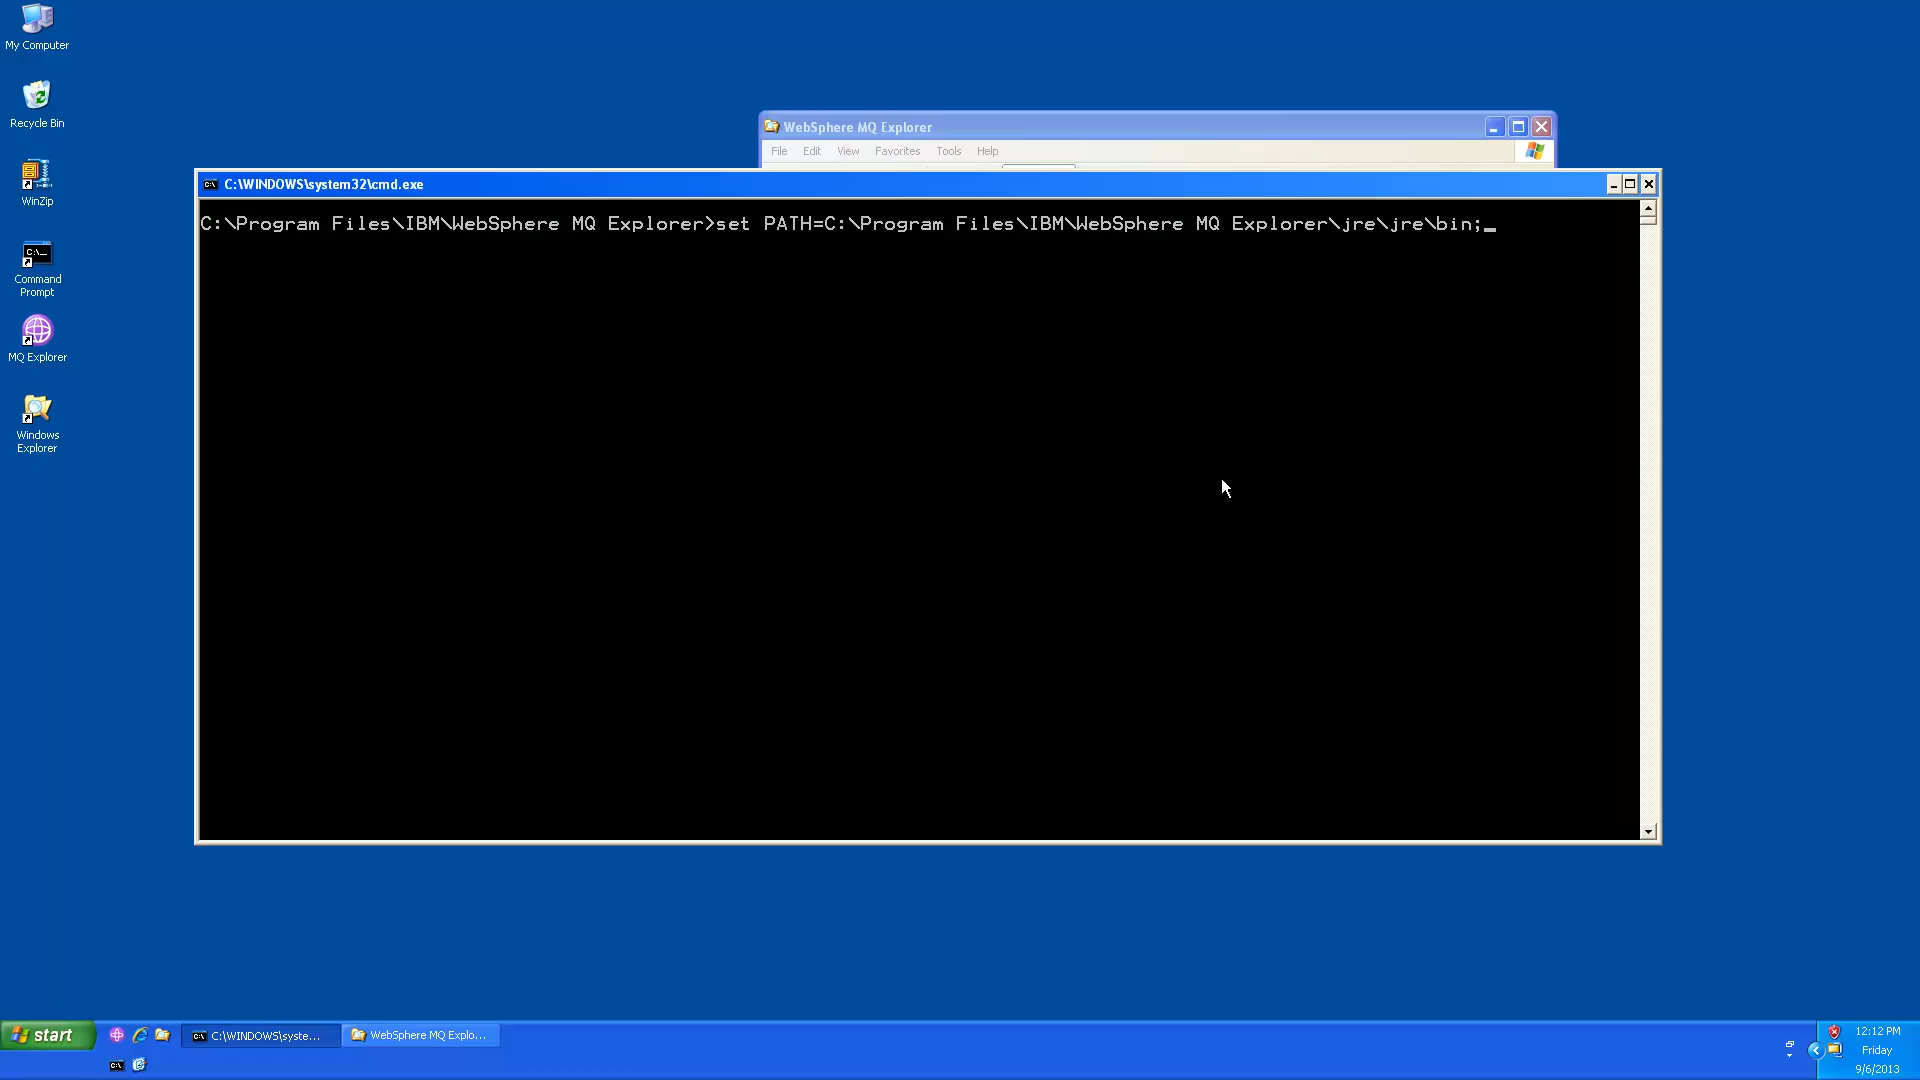 My Computer
Recycle Bin
WinZip
Command
Prompt
MQ Explorer
Windows
Explorer
WebSphere MQ Explorer
File Edit View Favorites Tools Help
C:\WINDOWS\system32\cmd.exe
C:\Program Files\IBM\WebSphere MQ Explorer>set PATH=C:\Program Files\IBM\WebSphere MQ Explorer\jre\jre\bin;_
start
C:\WINDOWS\syste...
WebSphere MQ Explo...
12:12 PM
Friday
9/6/2013